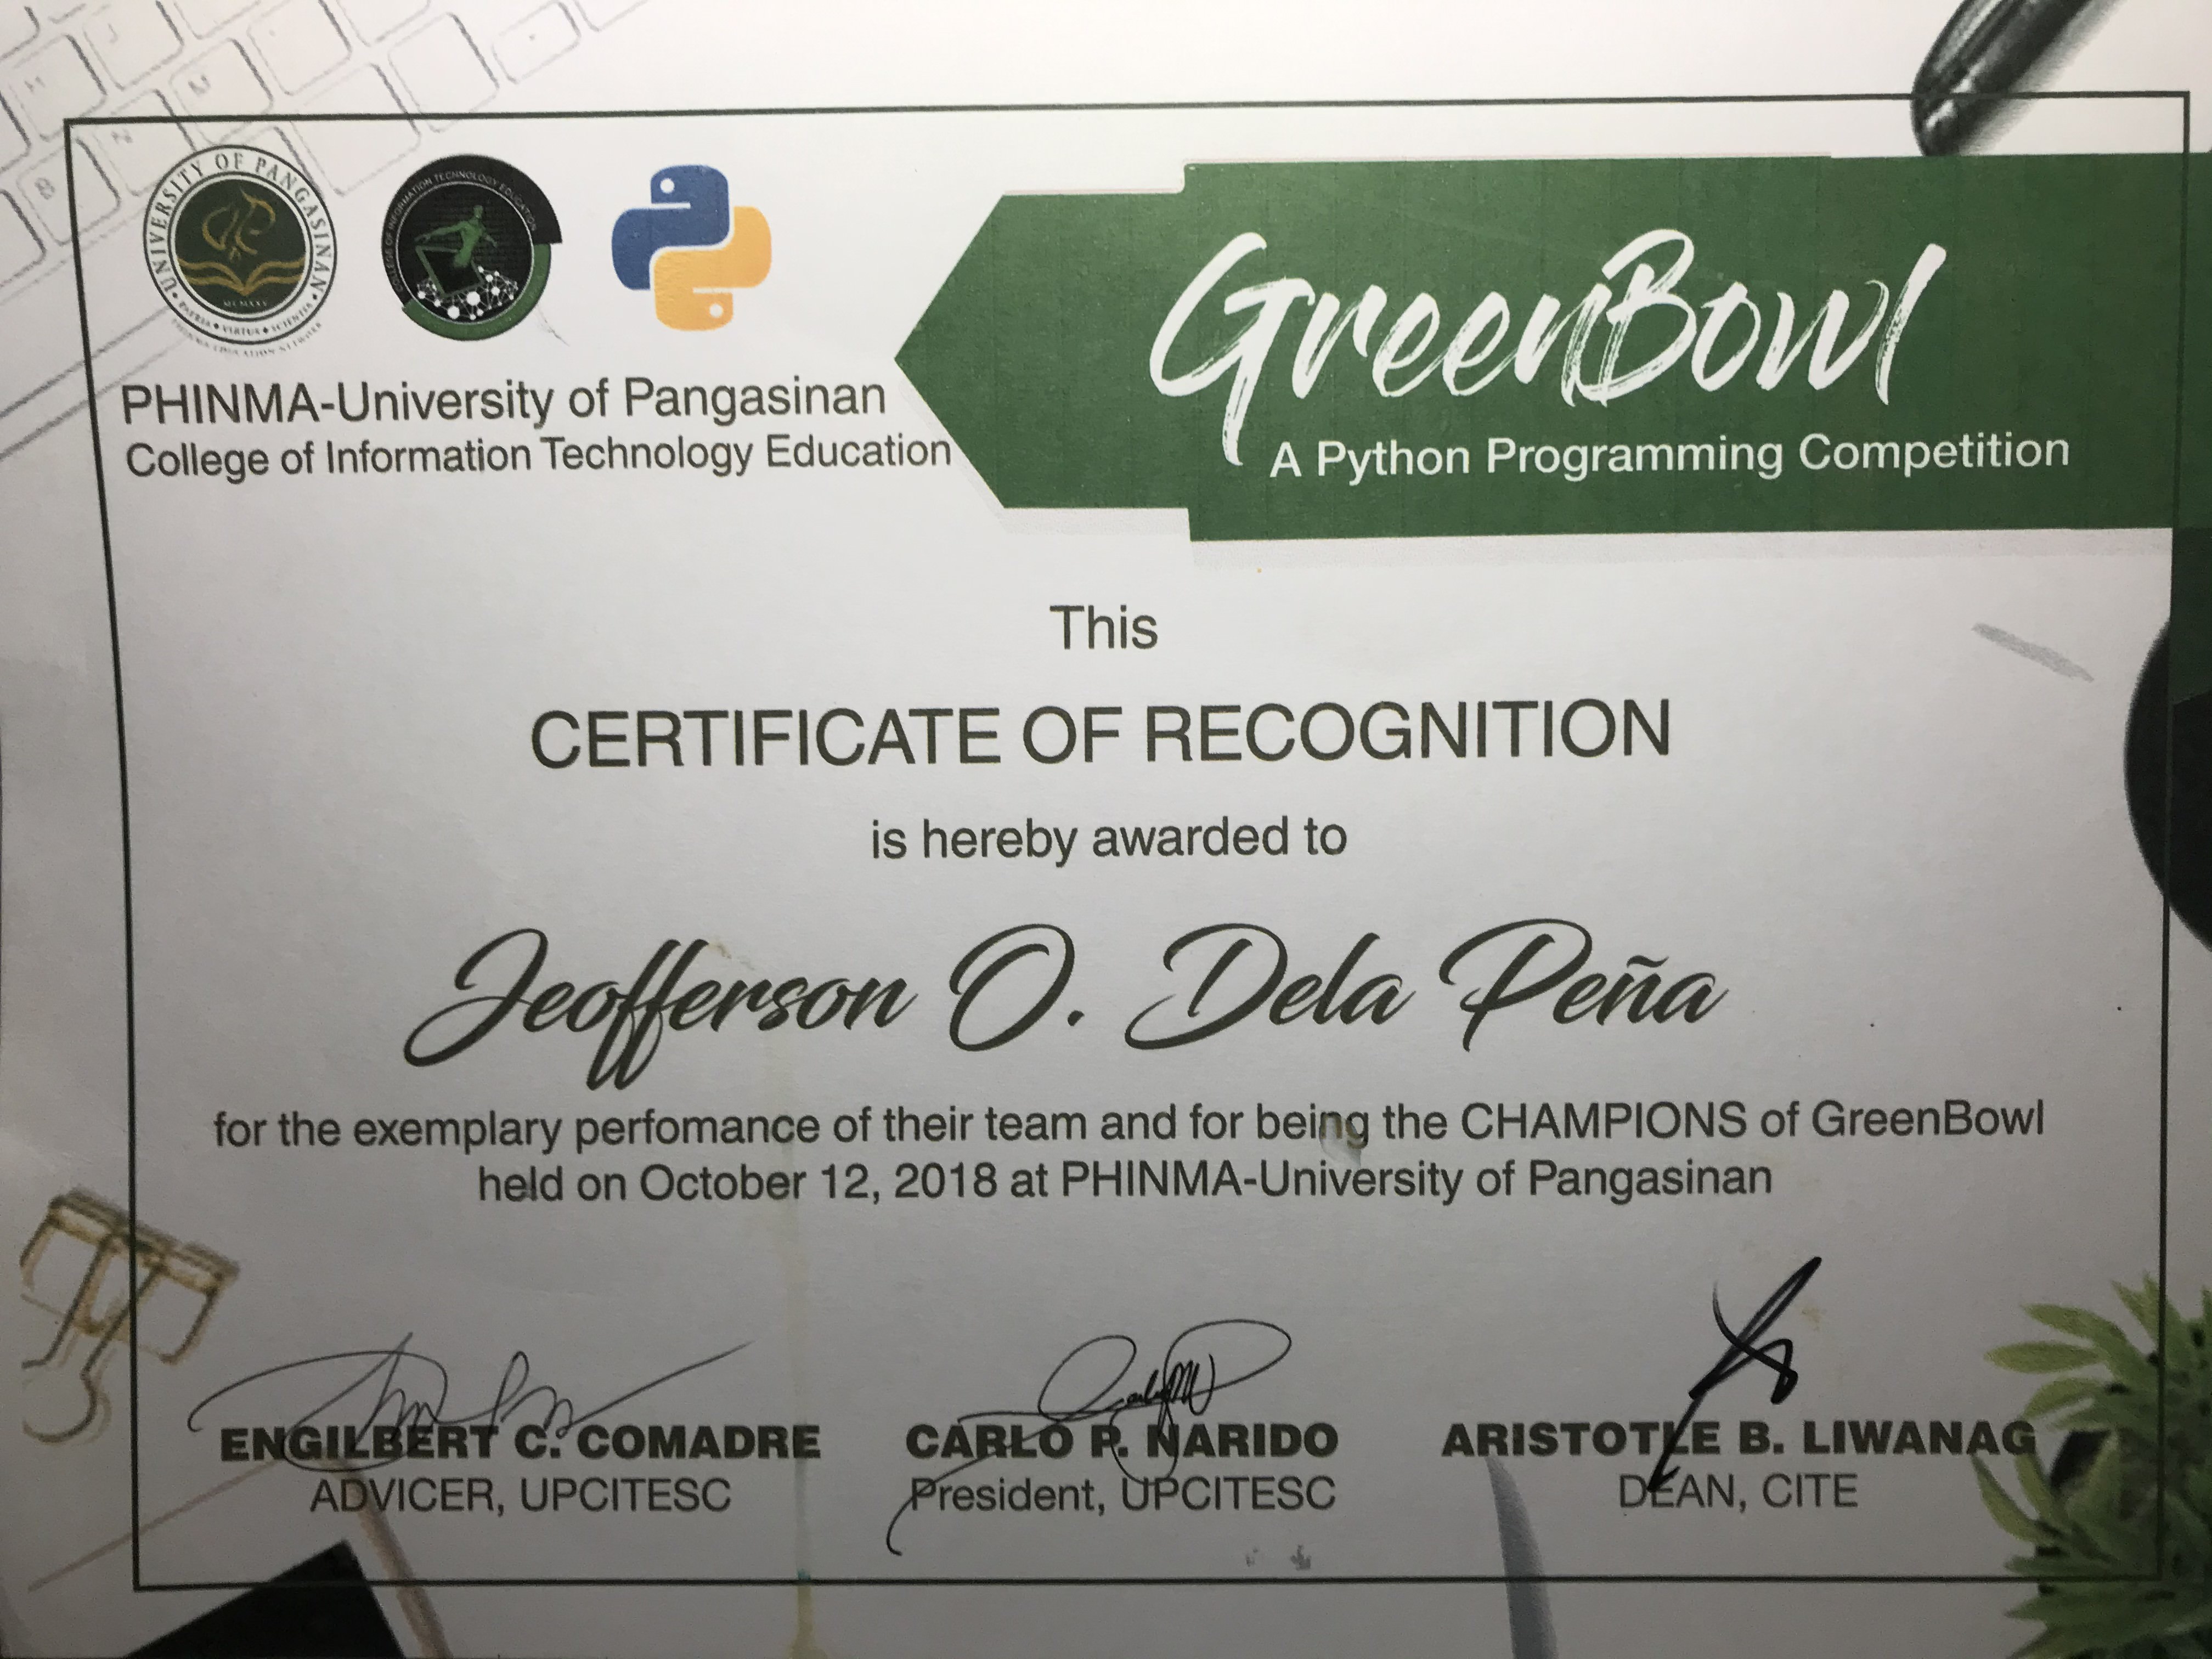 UNIVERSITY OF PANGASINAN
MCMXXV
PATRIA • VIRTUS • SCIENTIA
PHINMA EDUCATION NETWORK
COLLEGE OF INFORMATION TECHNOLOGY EDUCATION
PHINMA-University of Pangasinan
College of Information Technology Education
GreenBowl
A Python Programming Competition
This
CERTIFICATE OF RECOGNITION
is hereby awarded to
Jeofferson O. Dela Peña
for the exemplary perfomance of their team and for being the CHAMPIONS of GreenBowl
held on October 12, 2018 at PHINMA-University of Pangasinan
ENGILBERT C. COMADRE
ADVICER, UPCITESC
CARLO P. NARIDO
President, UPCITESC
ARISTOTLE B. LIWANAG
DEAN, CITE